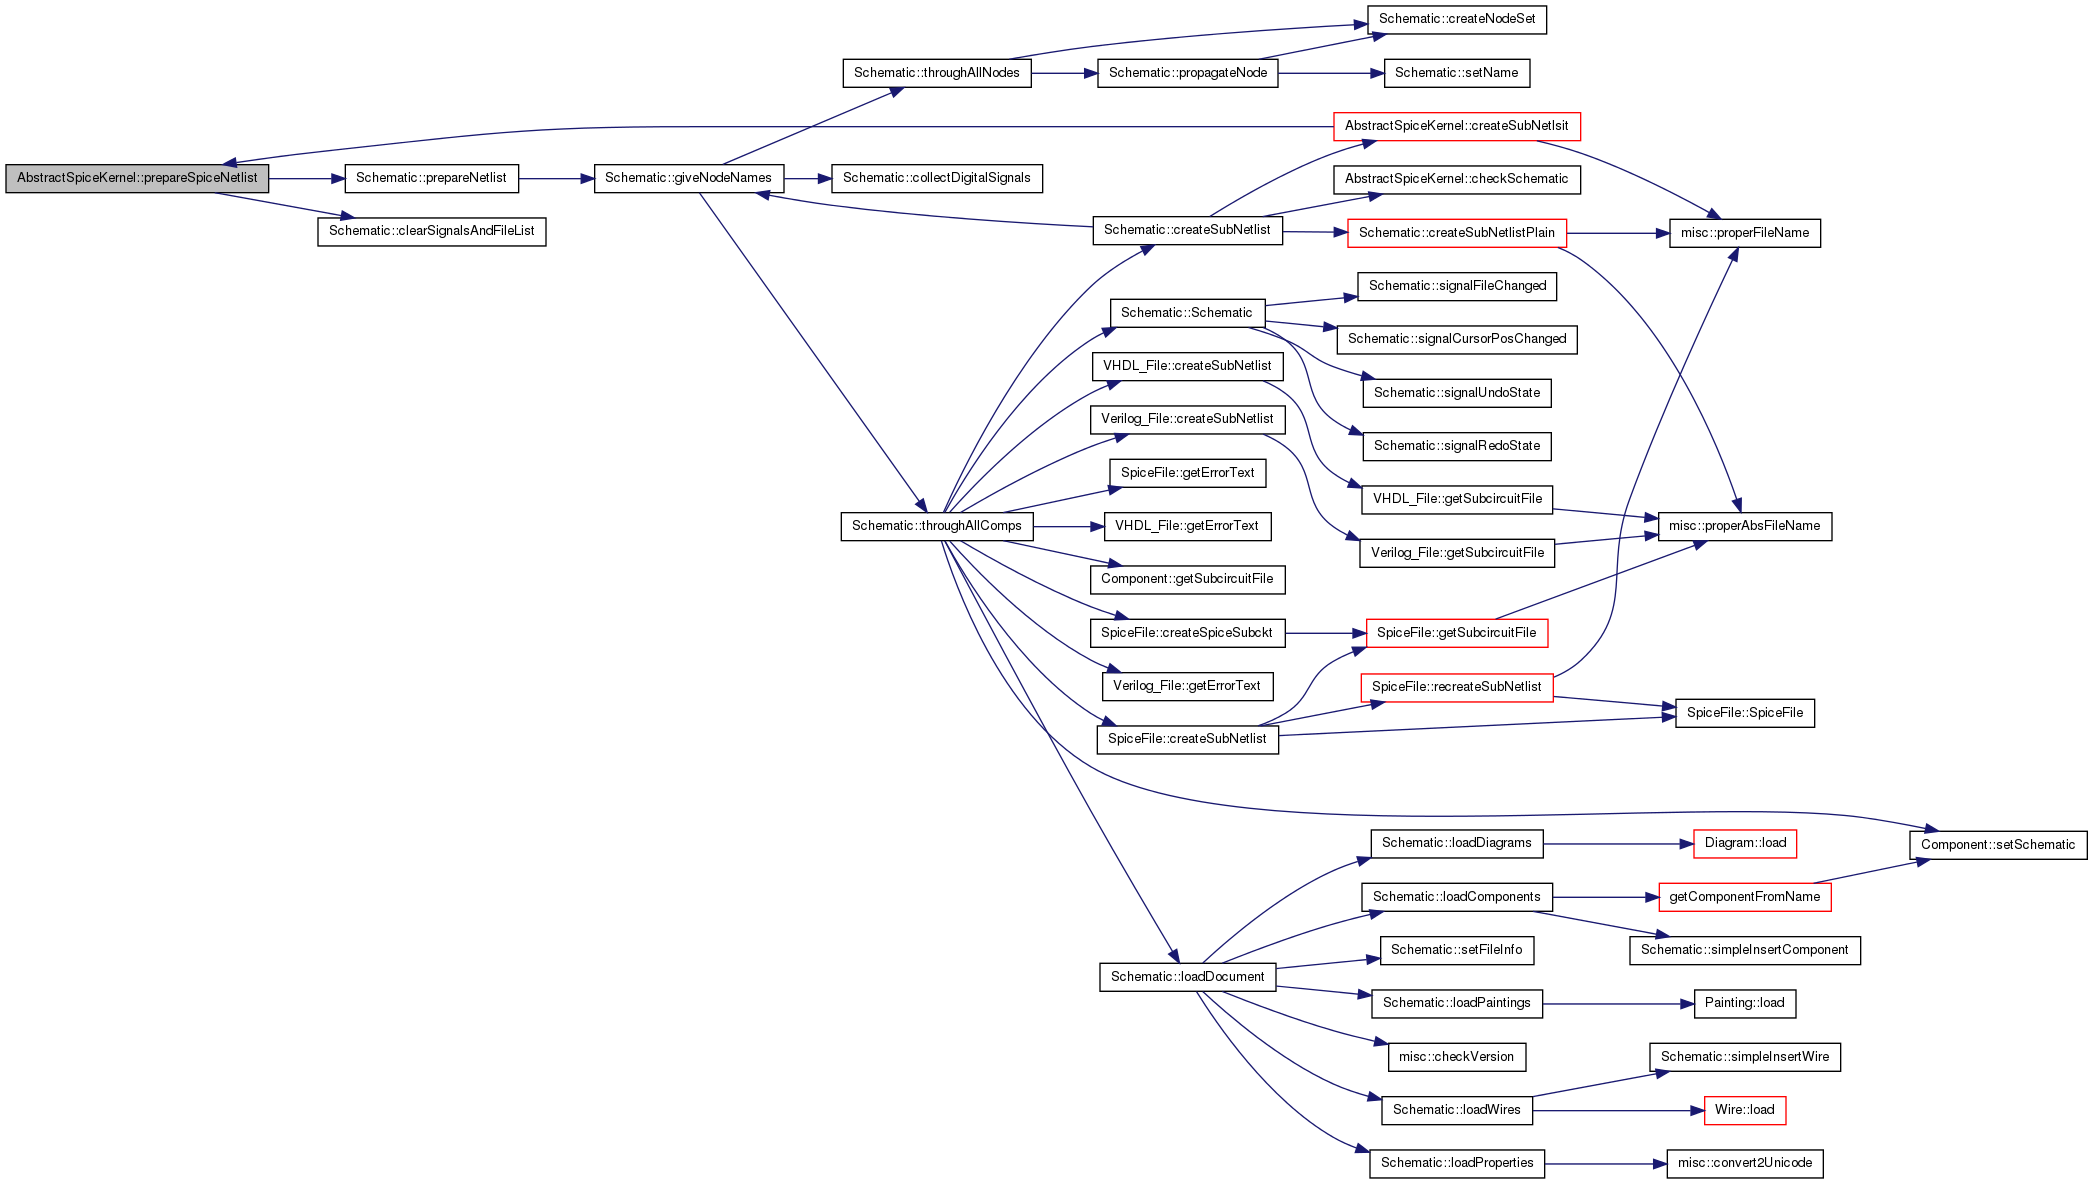 AbstractSpiceKernel::prepareSpiceNetlist
Schematic::prepareNetlist
Schematic::clearSignalsAndFileList
Schematic::giveNodeNames
Schematic::throughAllNodes
Schematic::collectDigitalSignals
Schematic::throughAllComps
Schematic::propagateNode
Schematic::createSubNetlist
Schematic::Schematic
VHDL_File::createSubNetlist
Verilog_File::createSubNetlist
SpiceFile::getErrorText
VHDL_File::getErrorText
Component::getSubcircuitFile
SpiceFile::createSpiceSubckt
Verilog_File::getErrorText
SpiceFile::createSubNetlist
Schematic::loadDocument
Schematic::createNodeSet
Schematic::setName
AbstractSpiceKernel::createSubNetlsit
AbstractSpiceKernel::checkSchematic
Schematic::createSubNetlistPlain
Schematic::signalFileChanged
Schematic::signalCursorPosChanged
Schematic::signalUndoState
Schematic::signalRedoState
VHDL_File::getSubcircuitFile
Verilog_File::getSubcircuitFile
SpiceFile::getSubcircuitFile
SpiceFile::recreateSubNetlist
Schematic::loadDiagrams
Schematic::loadComponents
Schematic::setFileInfo
Schematic::loadPaintings
misc::checkVersion
Schematic::loadWires
Schematic::loadProperties
misc::properFileName
misc::properAbsFileName
SpiceFile::SpiceFile
Diagram::load
getComponentFromName
Schematic::simpleInsertComponent
Painting::load
Schematic::simpleInsertWire
Wire::load
misc::convert2Unicode
Component::setSchematic